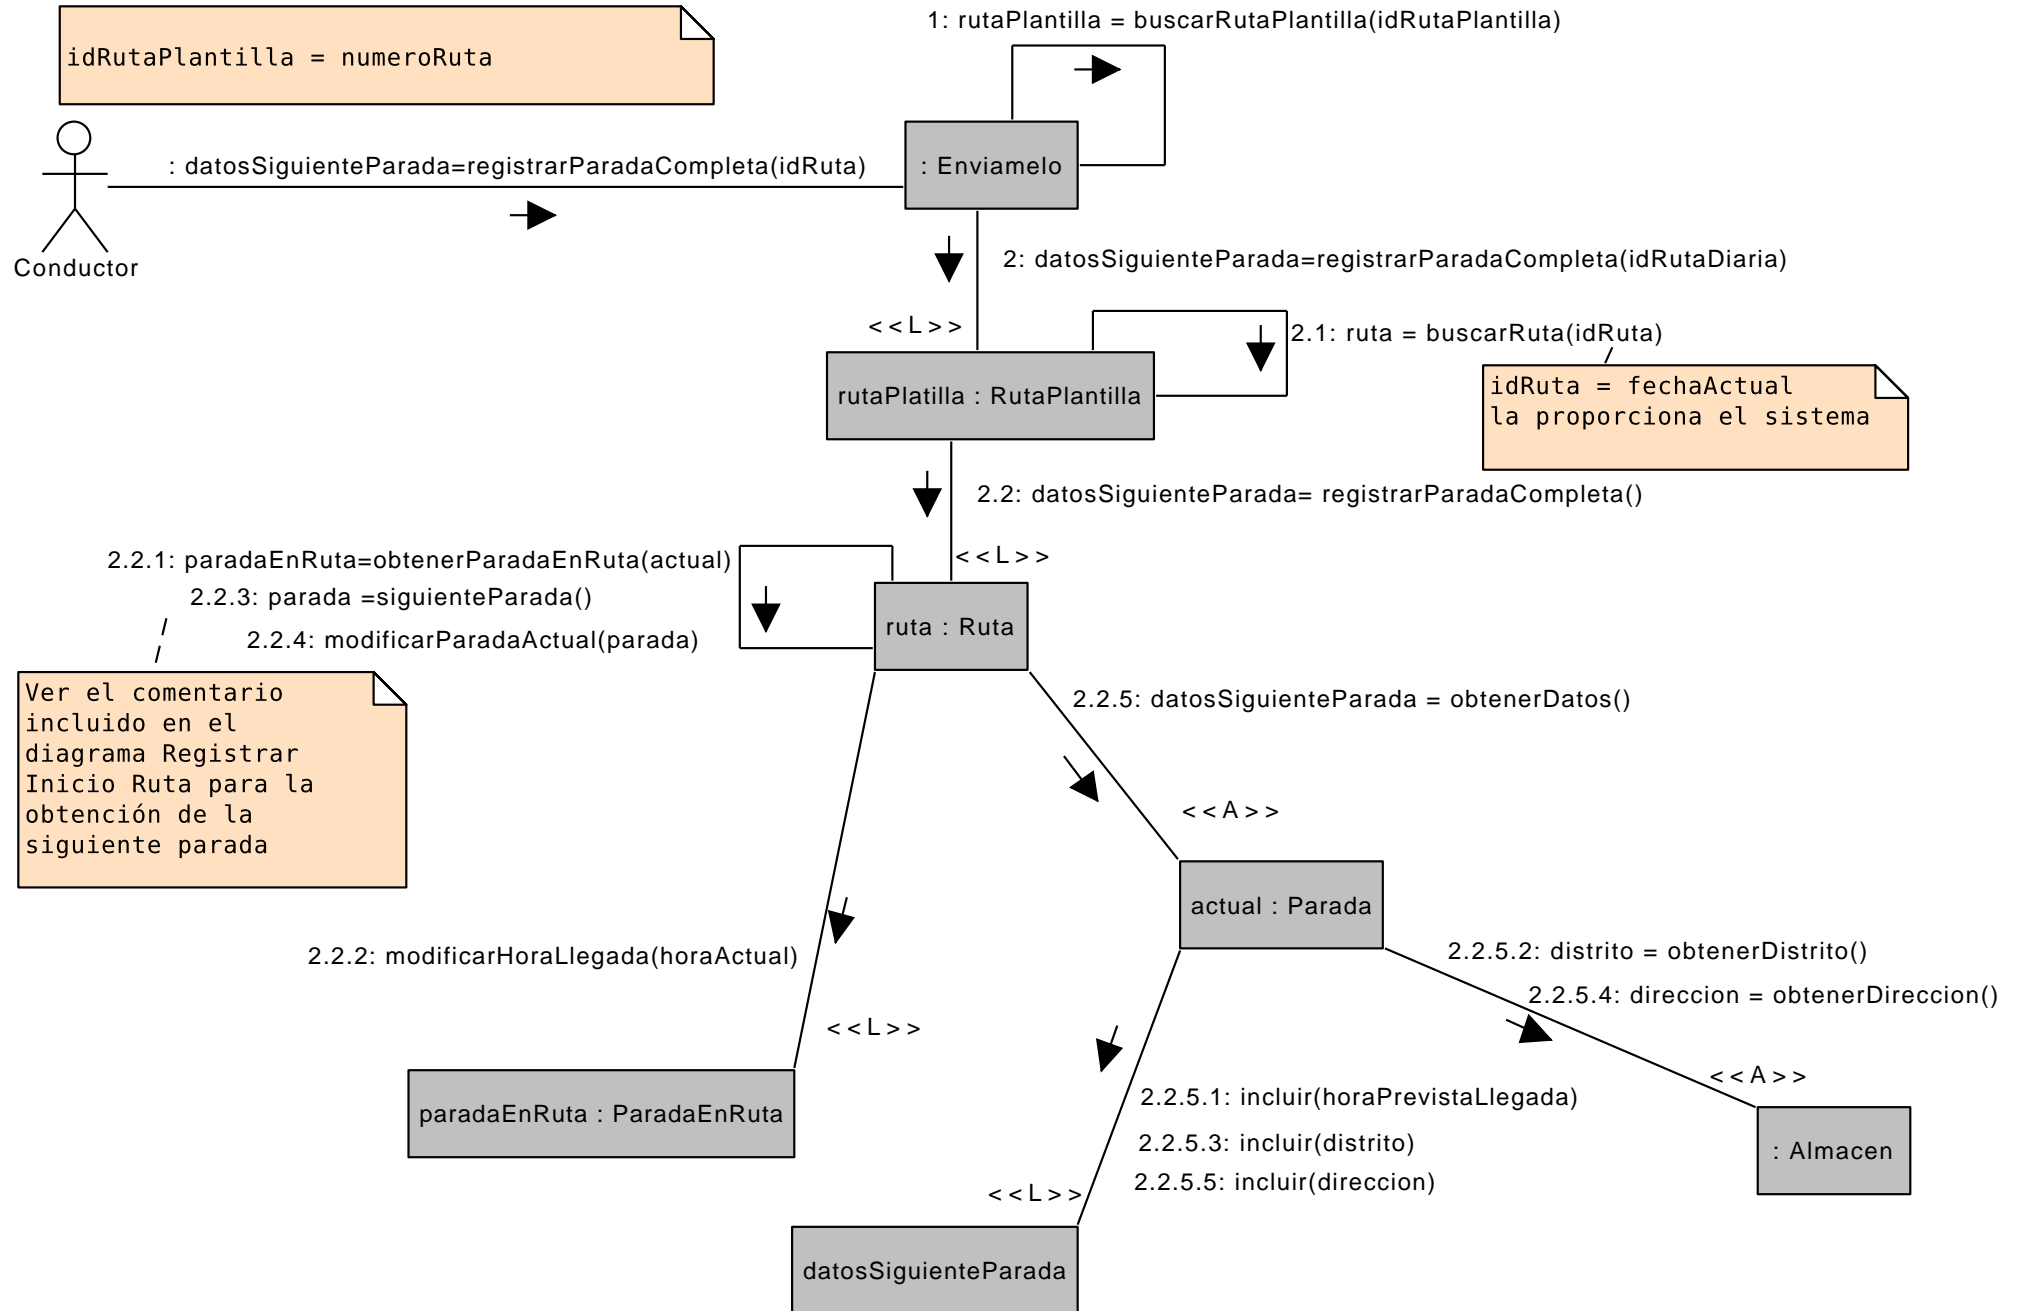 1: rutaPlantilla = buscarRutaPlantilla(idRutaPlantilla)
idRutaPlantilla = numeroRuta
: datosSiguienteParada=registrarParadaCompleta(idRuta)
: Enviamelo
Conductor
2: datosSiguienteParada=registrarParadaCompleta(idRutaDiaria)
<<L>>
2.1: ruta = buscarRuta(idRuta)
rutaPlatilla : RutaPlantilla
idRuta = fechaActual
la proporciona el sistema
2.2: datosSiguienteParada= registrarParadaCompleta()
<<L>>
2.2.1: paradaEnRuta=obtenerParadaEnRuta(actual)
2.2.3: parada =siguienteParada()
2.2.4: modificarParadaActual(parada)
ruta : Ruta
Ver el comentario
incluido en el
diagrama Registrar
Inicio Ruta para la
obtención de la
siguiente parada
2.2.5: datosSiguienteParada = obtenerDatos()
<<A>>
actual : Parada
2.2.2: modificarHoraLlegada(horaActual)
2.2.5.2: distrito = obtenerDistrito()
2.2.5.4: direccion = obtenerDireccion()
<<L>>
<<A>>
paradaEnRuta : ParadaEnRuta
2.2.5.1: incluir(horaPrevistaLlegada)
2.2.5.3: incluir(distrito)
2.2.5.5: incluir(direccion)
: Almacen
<<L>>
datosSiguienteParada